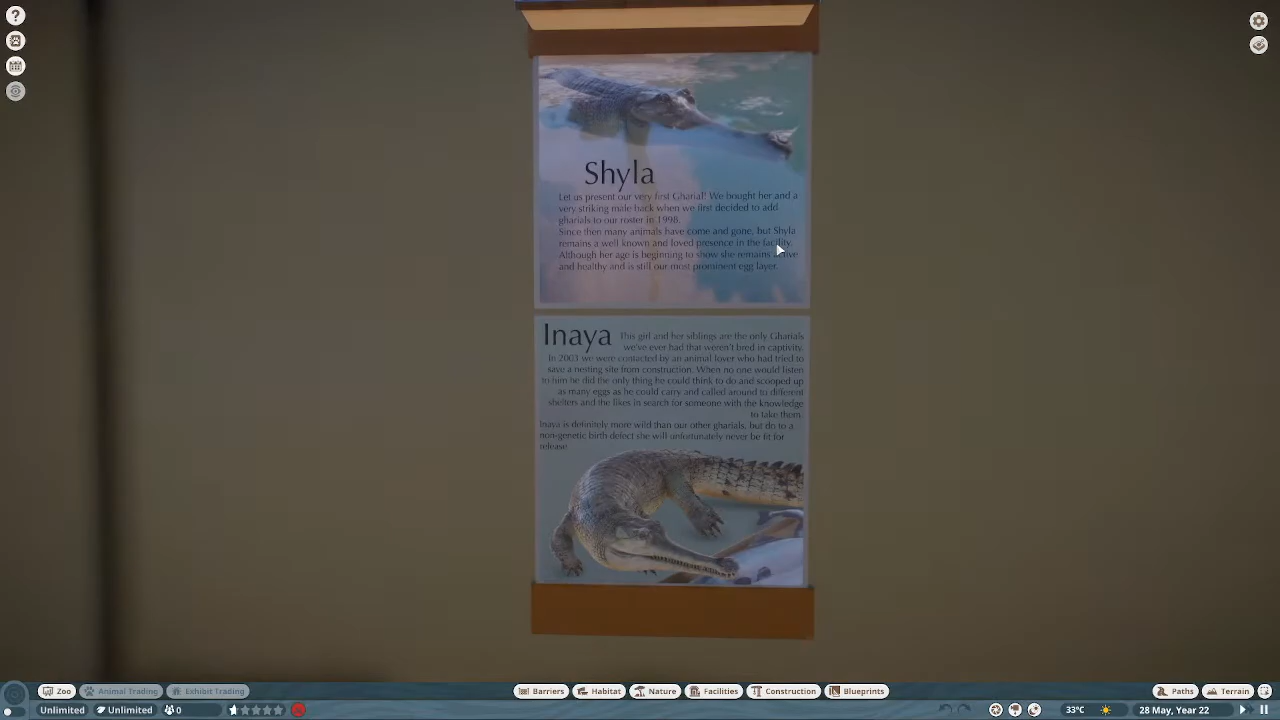 Shyla
Let us present our very first Gharial! We bought her and a
very striking male back when we first decided to add
gharials to our roster in 1998.
Since then many animals have come and gone, but Shyla
remains a well known and loved presence in the facility.
Although her age is beginning to show she remains active
and healthy and is still our most prominent egg layer.
Inaya This girl and her siblings are the only Gharials
we've ever had that weren't bred in captivity.
In 2003 we were contacted by an animal lover who had tried to
save a nesting site from construction. When no one would listen
to him he did the only thing he could think to do and scooped up
as many eggs as he could carry and called around to different
shelters and the likes in search for someone with the knowledge
to take them.
Inaya is definitely more wild than our other gharials, but do to a
non-genetic birth defect she will unfortunately never be fit for
release
Zoo Animal Trading Exhibit Trading Barriers Habitat Nature Facilities Construction Blueprints Paths Terrain
Unlimited Unlimited 0 33°C 28 May, Year 22